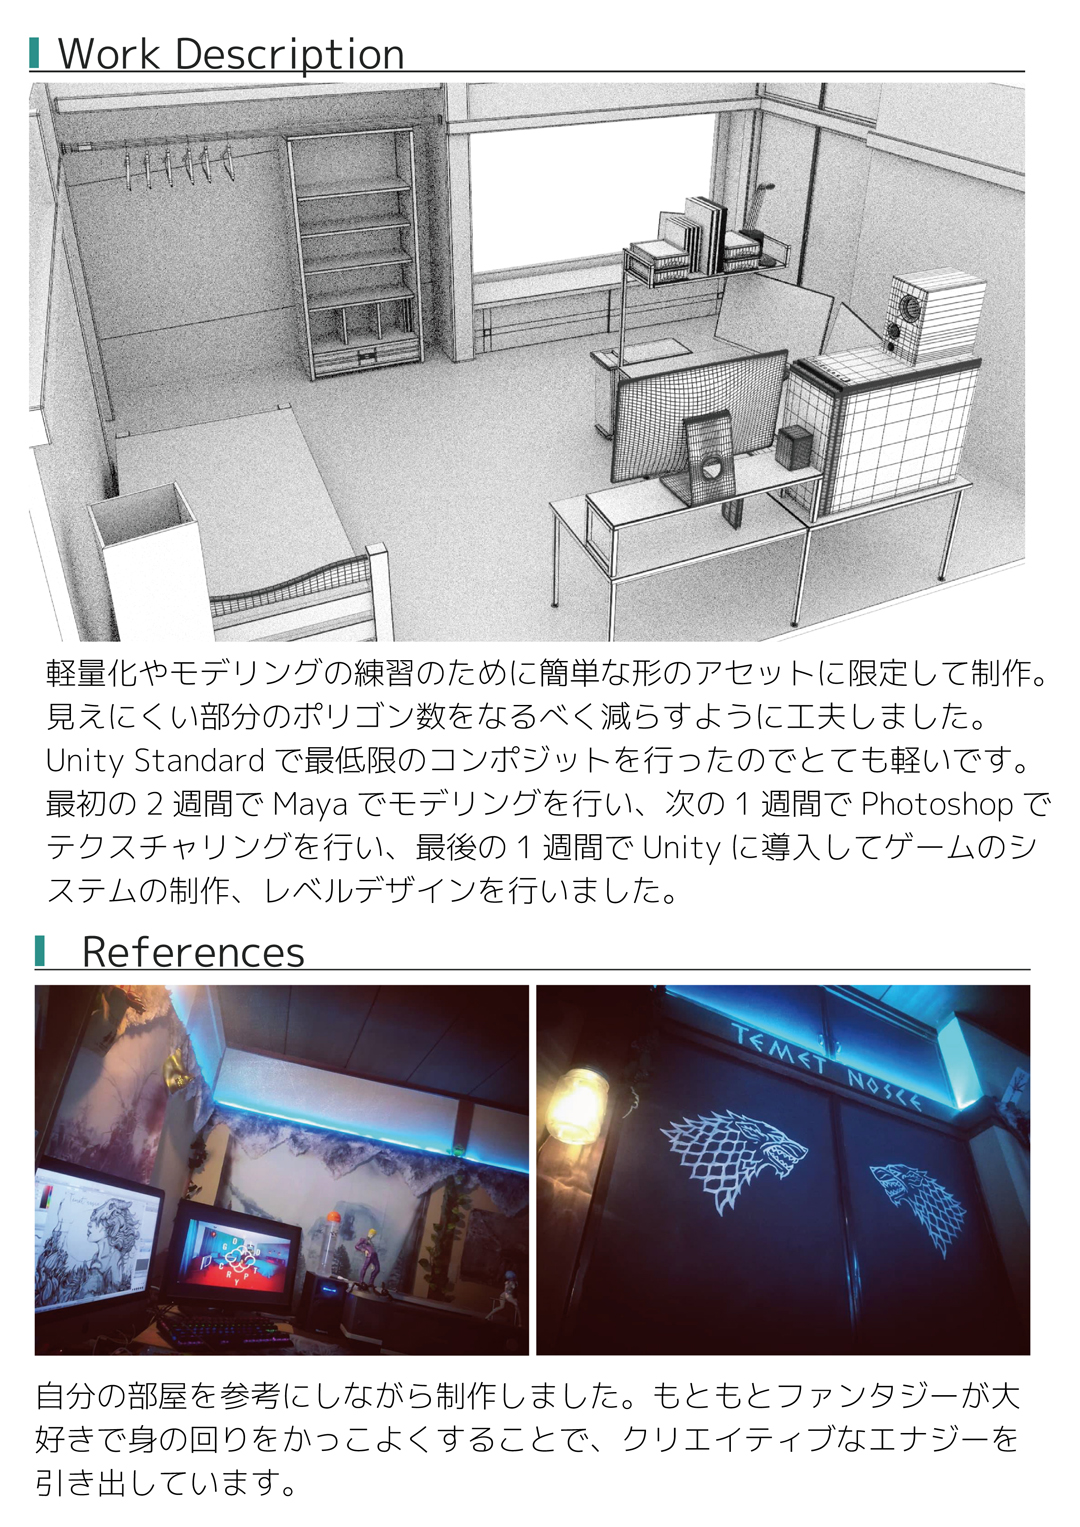 Work Description
軽量化やモデリングの練習のために簡単な形のアセットに限定して制作。
見えにくい部分のポリゴン数をなるべく減らすように工夫しました。
Unity Standard で最低限のコンポジットを行ったのでとても軽いです。
最初の 2 週間で Maya でモデリングを行い、次の 1 週間で Photoshop で
テクスチャリングを行い、最後の 1 週間で Unity に導入してゲームのシ
ステムの制作、レベルデザインを行いました。
References
TEMET NOSCE
自分の部屋を参考にしながら制作しました。もともとファンタジーが大
好きで身の回りをかっこよくすることで、クリエイティブなエナジーを
引き出しています。